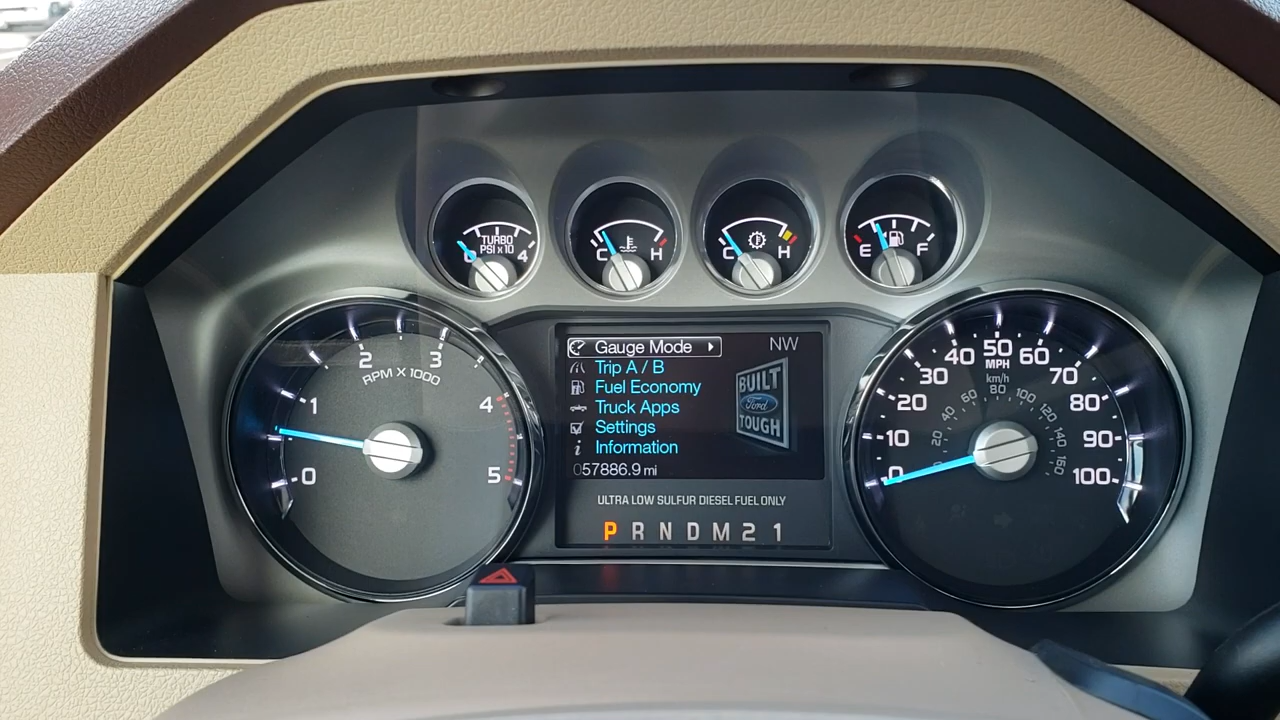 TURBO
PSI x 10
0 4
C H
C H
E F
0 1 2 3 4 5
RPM X 1000
Gauge Mode
NW
Trip A / B
Fuel Economy
Truck Apps
Settings
Information
057886.9 mi
BUILT
Ford
TOUGH
ULTRA LOW SULFUR DIESEL FUEL ONLY
P R N D M 2 1
0 10 20 30 40 50 60 70 80 90 100
MPH
km/h
20 40 60 80 100 120 140 160